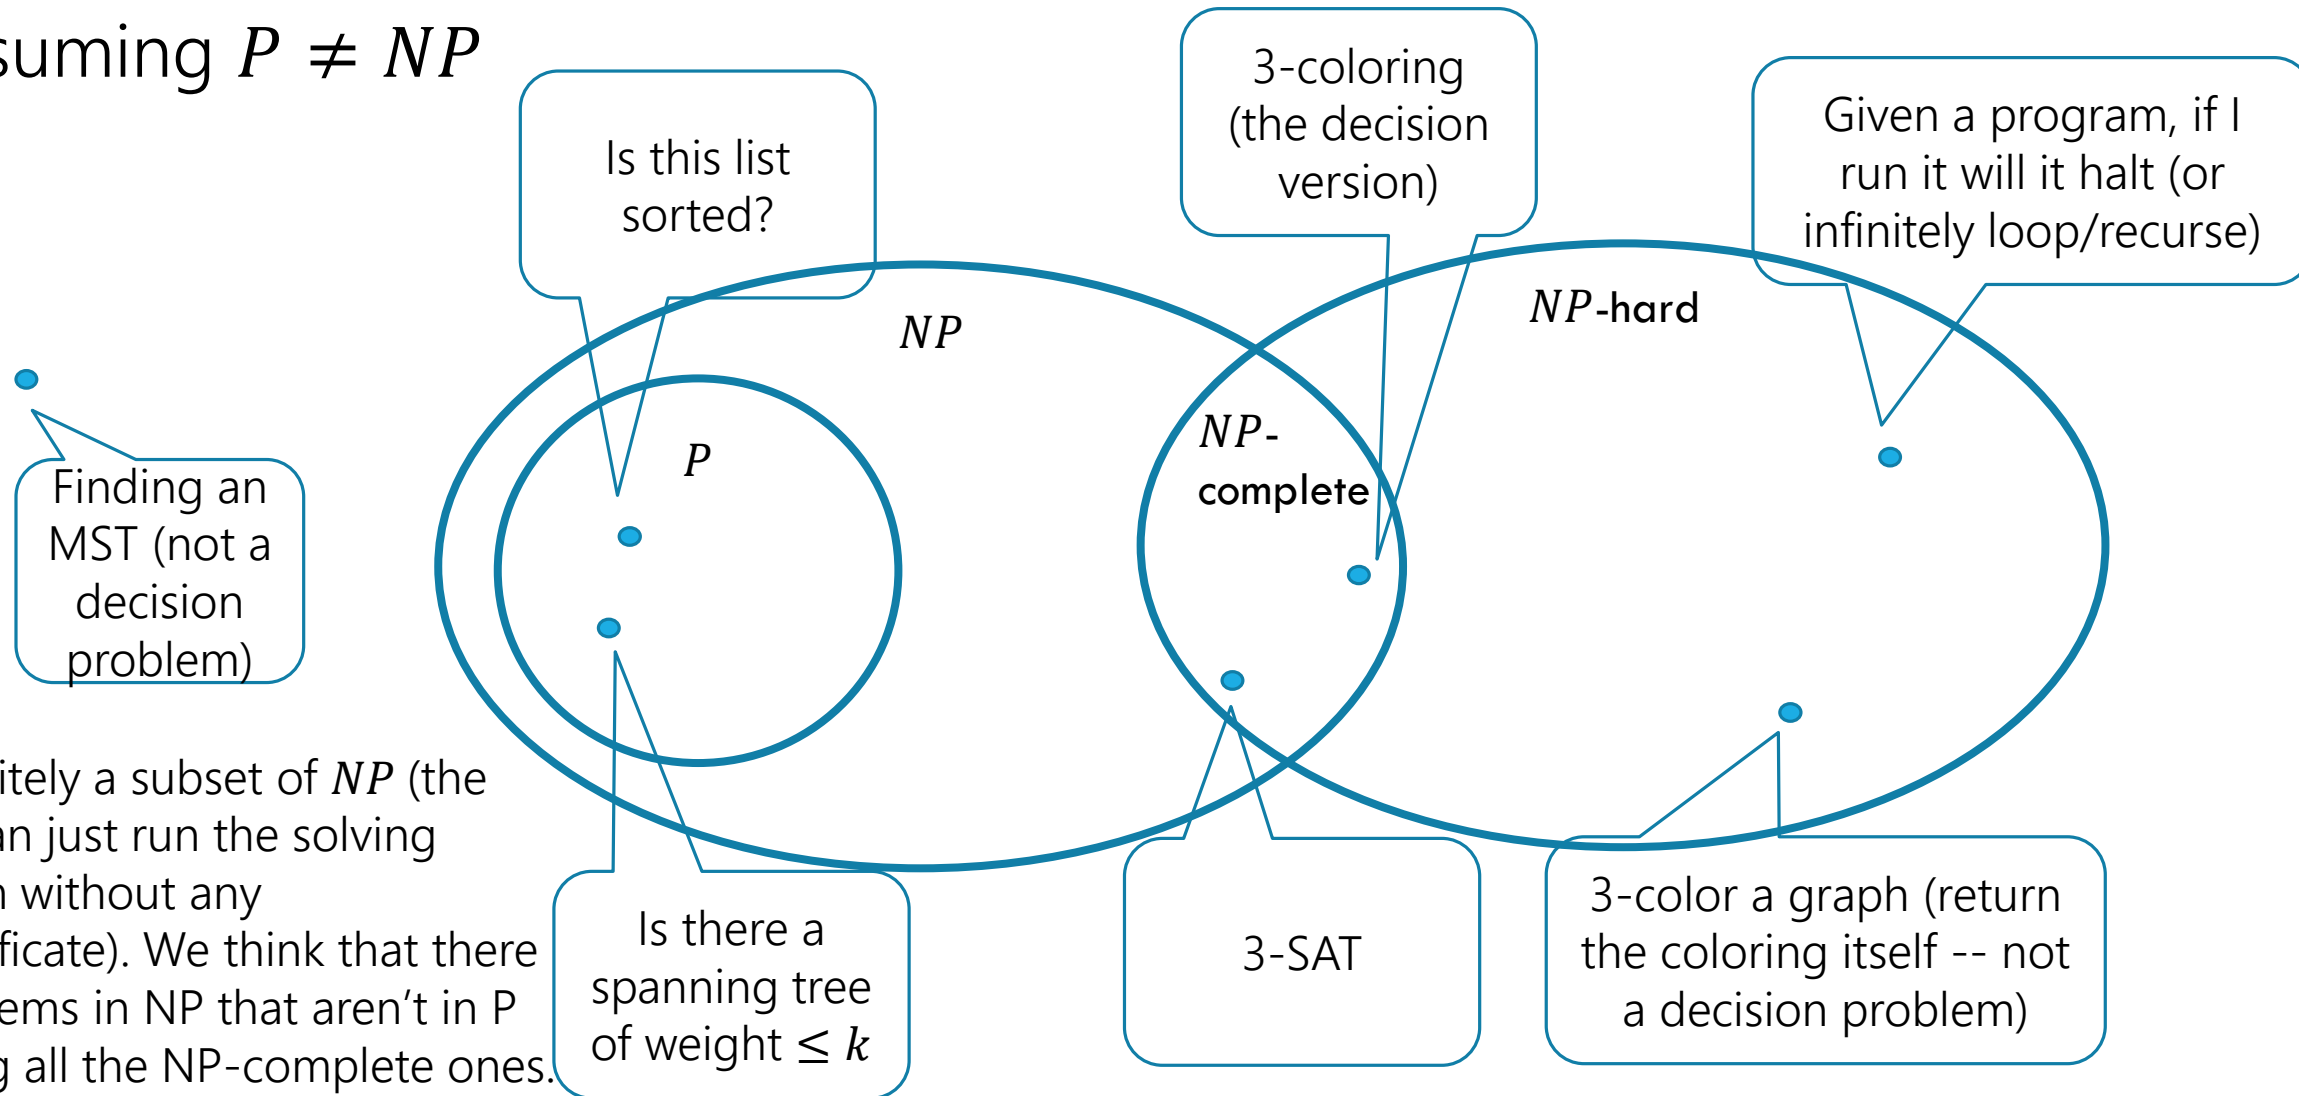 suming P ≠ NP
Is this list
sorted?
3-coloring
(the decision
version)
Given a program, if I
run it will it halt (or
infinitely loop/recurse)
NP
NP-hard
P
NP-
complete
Finding an
MST (not a
decision
problem)
itely a subset of NP (the
an just run the solving
n without any
ficate). We think that there
ems in NP that aren't in P
g all the NP-complete ones.
Is there a
spanning tree
of weight ≤ k
3-SAT
3-color a graph (return
the coloring itself -- not
a decision problem)